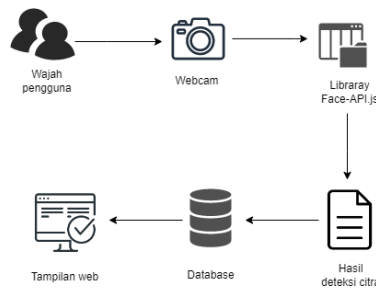 Wajah
pengguna
Webcam
Libraray
Face-API.js
Tampilan web
Database
Hasil
deteksi citra